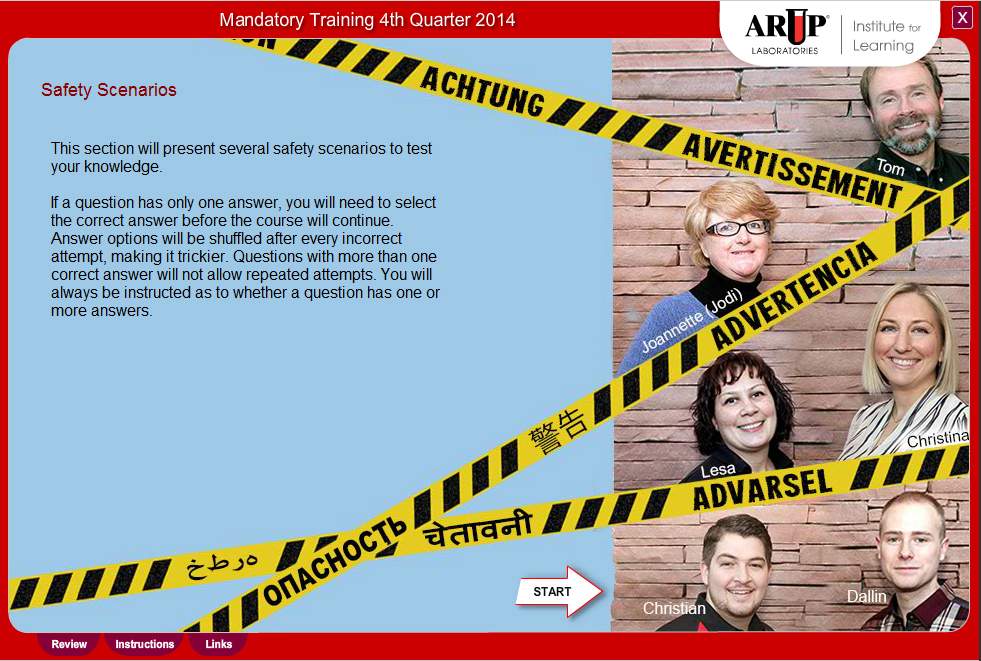 Mandatory Training 4th Quarter 2014
X
ARUP®
LABORATORIES
Institute for
Learning
ACHTUNG
AVERTISSEMENT
Safety Scenarios
This section will present several safety scenarios to test
your knowledge.
If a question has only one answer, you will need to select
the correct answer before the course will continue.
Answer options will be shuffled after every incorrect
attempt, making it trickier. Questions with more than one
correct answer will not allow repeated attempts. You will
always be instructed as to whether a question has one or
more answers.
Tom
Joannette (Jodi)
ADVERTENCIA
警告
ОПАСНОСТЬ
Christina
Lesa
ADVARSEL
चेतावनी
هرطخ
START
Christian
Dallin
Review
Instructions
Links